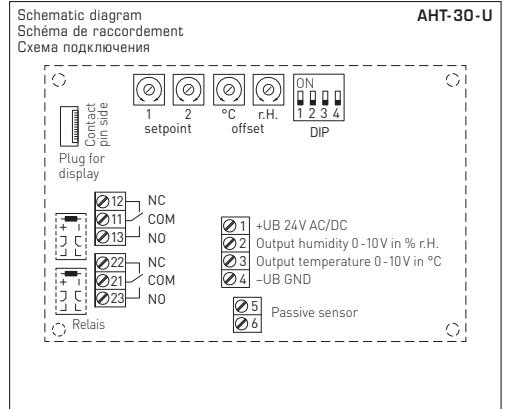 Schematic diagram
AHT-30-U
Schéma de raccordement
Схема подключения
ON
1 2 3 4
DIP
1 2 °C r.H.
setpoint offset
Contact
pin side
Plug for
display
12 NC
11 COM
13 NO
22 NC
21 COM
23 NO
+ -
+ -
Relais
1 +UB 24V AC/DC
2 Output humidity 0-10V in % r.H.
3 Output temperature 0-10V in °C
4 –UB GND
5 Passive sensor
6